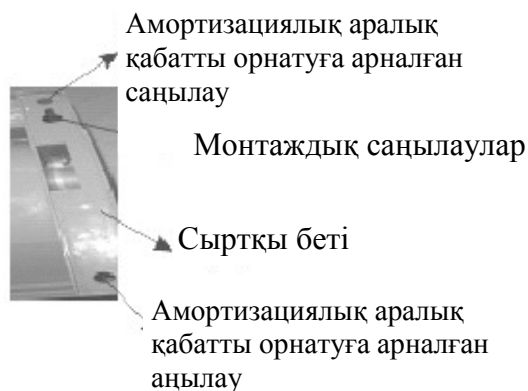 Амортизациялық аралық
қабатты орнатуға арналған
саңылау
Монтаждық саңылаулар
Сыртқы беті
Амортизациялық аралық
қабатты орнатуға арналған
аңылау